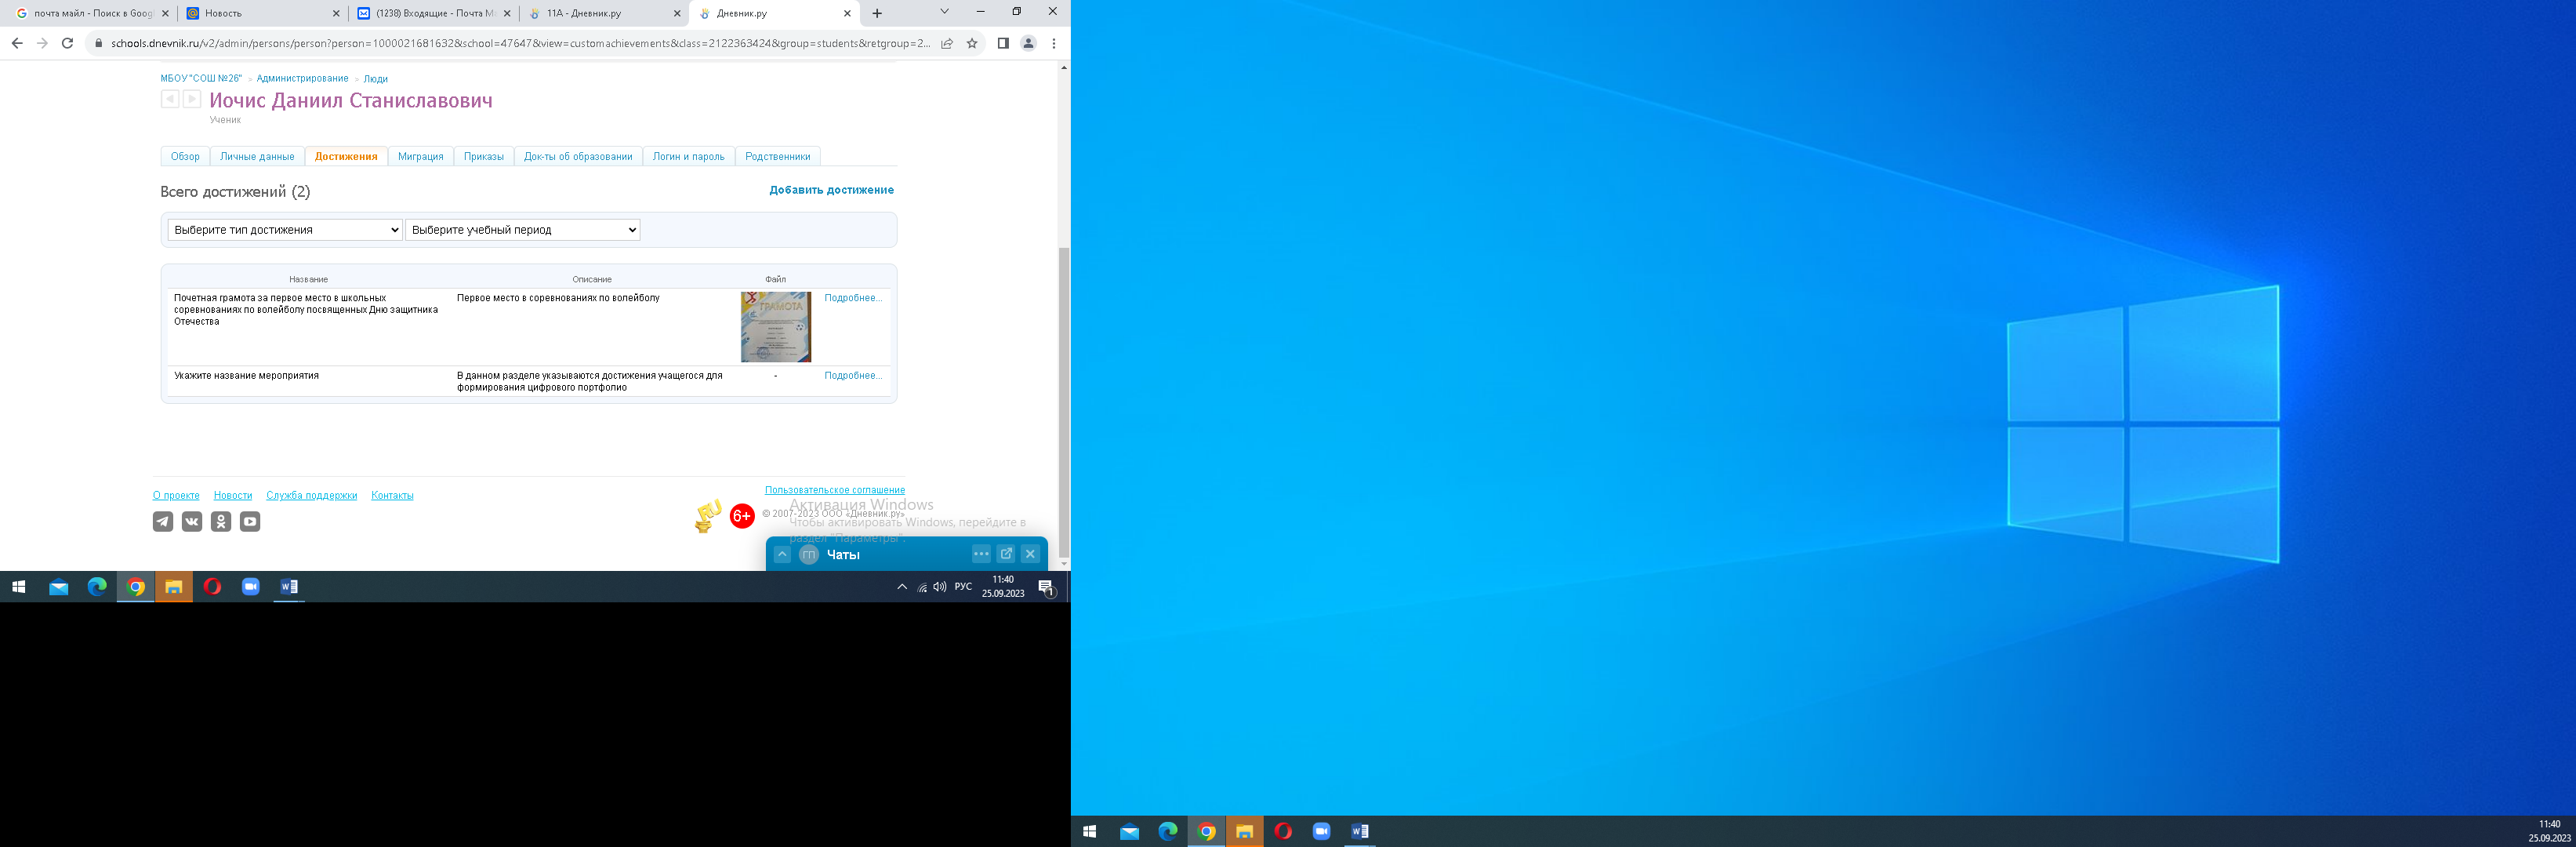 почта майл - Поиск в Goog
Новость
(1238) Входящие - Почта Ma
11А - Дневник.ру
Дневник.ру
schools.dnevnik.ru/v2/admin/persons/person?person=1000021681632&school=47647&view=customachievements&class=2122363424&group=students&retgroup=2...
МБОУ "СОШ №26" » Администрирование » Люди
Иочис Даниил Станиславович
Ученик
Обзор Личные данные Достижения Миграция Приказы Док-ты об образовании Логин и пароль Родственники
Всего достижений (2)
Добавить достижение
Выберите тип достижения
Выберите учебный период
Название Описание Файл
Почетная грамота за первое место в школьных
соревнованиях по волейболу посвященных Дню защитника
Отечества
Первое место в соревнованиях по волейболу
ГРАМОТА
Подробнее...
Укажите название мероприятия
В данном разделе указываются достижения учащегося для
формирования цифрового портфолио
-
Подробнее...
О проекте Новости Служба поддержки Контакты
RU
6+
Пользовательское соглашение
© 2007-2023 ООО «Дневник.ру»
Активация Windows
Чтобы активировать Windows, перейдите в
раздел "Параметры".
ГП Чаты
РУС
11:40
25.09.2023
1
11:40
25.09.2023